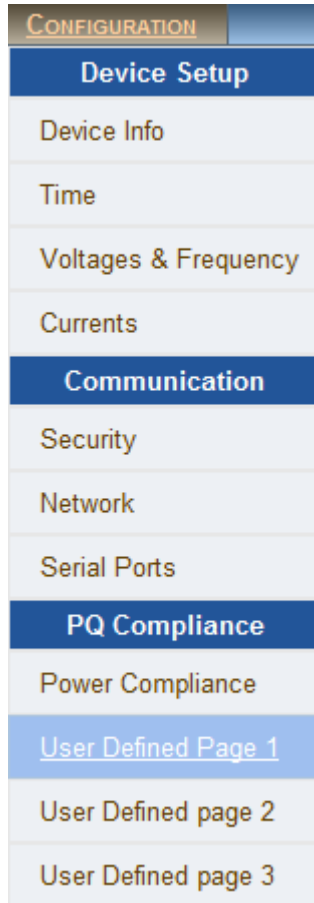 CONFIGURATION
Device Setup
Device Info
Time
Voltages & Frequency
Currents
Communication
Security
Network
Serial Ports
PQ Compliance
Power Compliance
User Defined Page 1
User Defined page 2
User Defined page 3